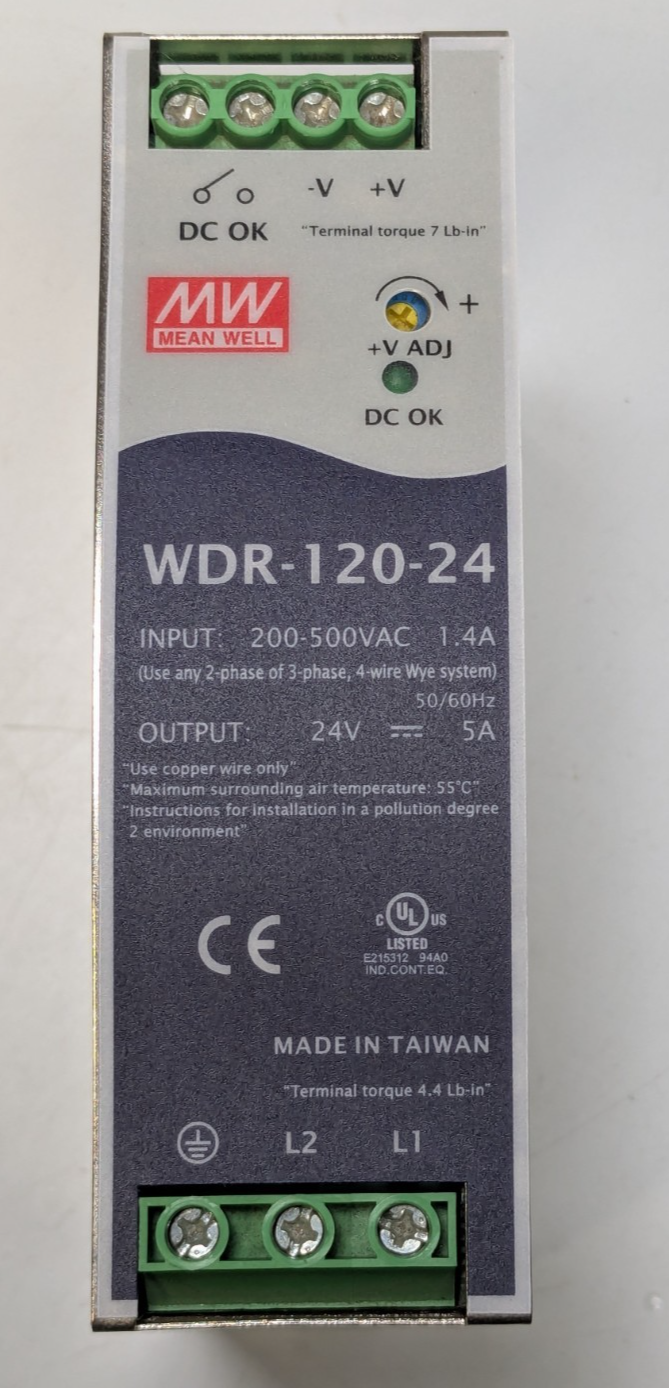 -V +V
DC OK "Terminal torque 7 Lb-in"
MW
MEAN WELL
+
+V ADJ
DC OK
WDR-120-24
INPUT: 200-500VAC 1.4A
(Use any 2-phase of 3-phase, 4-wire Wye system)
50/60Hz
OUTPUT: 24V ⎓ 5A
"Use copper wire only"
"Maximum surrounding air temperature: 55°C"
"Instructions for installation in a pollution degree
2 environment"
CE
C UL US
LISTED
E215312 94A0
IND.CONT.EQ.
MADE IN TAIWAN
"Terminal torque 4.4 Lb-in"
L2 L1